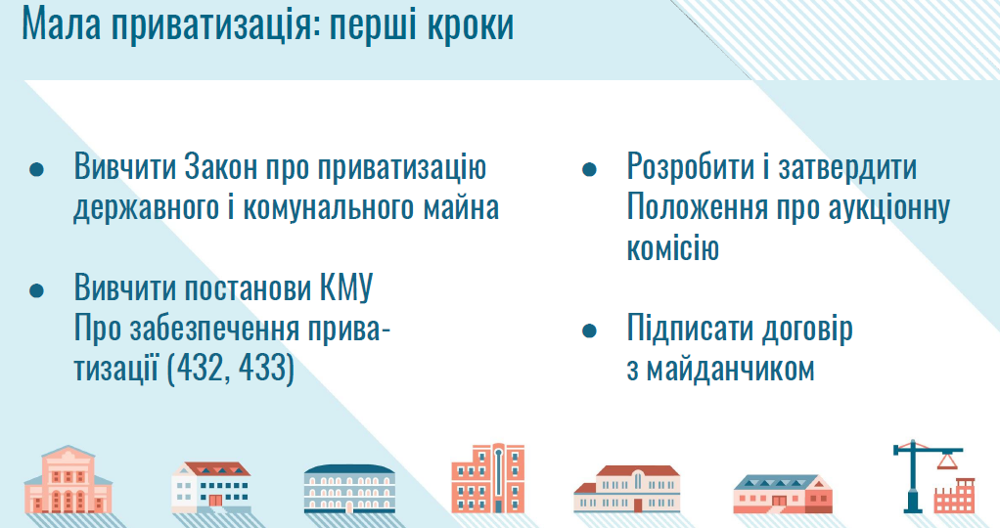 Мала приватизація: перші кроки
● Вивчити Закон про приватизацію
державного і комунального майна
● Вивчити постанови КМУ
Про забезпечення прива-
тизації (432, 433)
● Розробити і затвердити
Положення про аукціонну
комісію
● Підписати договір
з майданчиком